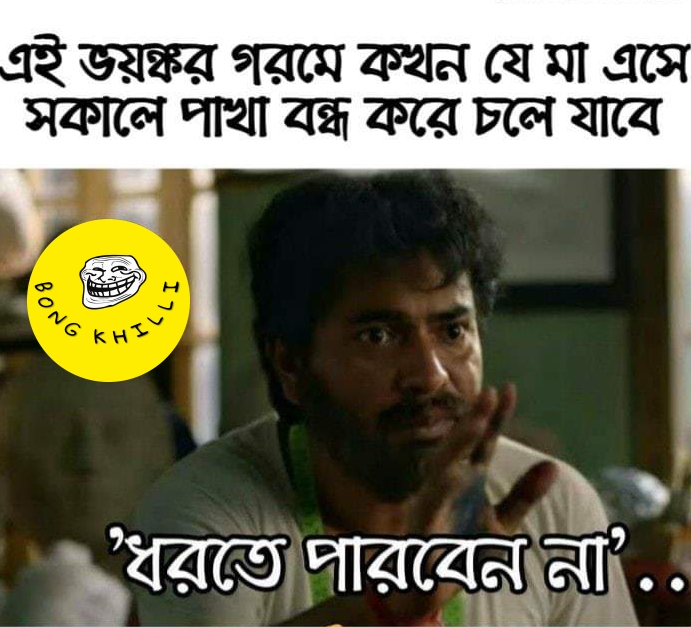 এই ভয়ঙ্কর গরমে কখন যে মা এসে
সকালে পাখা বন্ধ করে চলে যাবে
BONG KHILLI
'ধরতে পারবেন না'..